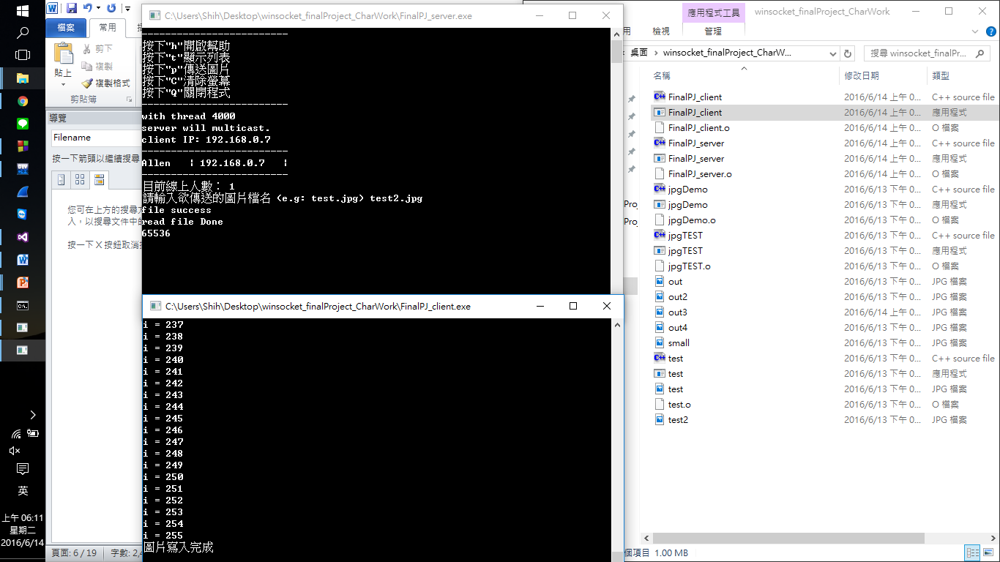 C:\Users\Shih\Desktop\winsocket_finalProject_CharWork\FinalPJ_server.exe
應用程式工具
winsocket_finalProject_CharWork
檔案
常用
檢視
管理
剪下
複製
貼上
複製格式
剪貼簿
導覽
Filename
按一下箭頭以繼續搜尋
您可在上方的搜尋
入，以搜尋文件中的
按一下 X 按鈕取消
-------------------------
按下"h"開啟幫助
按下"t"顯示列表
按下"p"傳送圖片
按下"C"清除螢幕
按下"Q"關閉程式
-------------------------
with thread 4000
server will multicast.
client IP: 192.168.0.7
-------------------------
Allen | 192.168.0.7 |
-------------------------
目前線上人數： 1
請輸入欲傳送的圖片檔名 (e.g: test.jpg) test2.jpg
file success
read file Done
65536
C:\Users\Shih\Desktop\winsocket_finalProject_CharWork\FinalPJ_client.exe
i = 237
i = 238
i = 239
i = 240
i = 241
i = 242
i = 243
i = 244
i = 245
i = 246
i = 247
i = 248
i = 249
i = 250
i = 251
i = 252
i = 253
i = 254
i = 255
圖片寫入完成
桌面 › winsocket_finalProject_CharW...
搜尋 winsocket_finalPr...
名稱 修改日期 類型
FinalPJ_client 2016/6/14 上午 0... C++ source file
FinalPJ_client 2016/6/14 上午 0... 應用程式
FinalPJ_client.o 2016/6/14 上午 0... O 檔案
FinalPJ_server 2016/6/14 上午 0... C++ source file
FinalPJ_server 2016/6/14 上午 0... 應用程式
FinalPJ_server.o 2016/6/14 上午 0... O 檔案
jpgDemo 2016/6/13 下午 0... C++ source file
jpgDemo 2016/6/13 下午 0... 應用程式
jpgDemo.o 2016/6/13 下午 0... O 檔案
jpgTEST 2016/6/13 下午 0... C++ source file
jpgTEST 2016/6/13 下午 0... 應用程式
jpgTEST.o 2016/6/13 下午 0... O 檔案
out 2016/6/13 下午 0... JPG 檔案
out2 2016/6/13 下午 0... JPG 檔案
out3 2016/6/14 上午 0... JPG 檔案
out4 2016/6/13 下午 0... JPG 檔案
small 2016/6/13 下午 0... JPG 檔案
test 2016/6/13 下午 0... C++ source file
test 2016/6/13 下午 0... 應用程式
test 2016/6/13 下午 0... JPG 檔案
test.o 2016/6/13 下午 0... O 檔案
test2 2016/6/13 下午 0... JPG 檔案
個項目 1.00 MB
英
上午 06:11
星期二
2016/6/14
頁面: 6 / 19
字數: 2,4